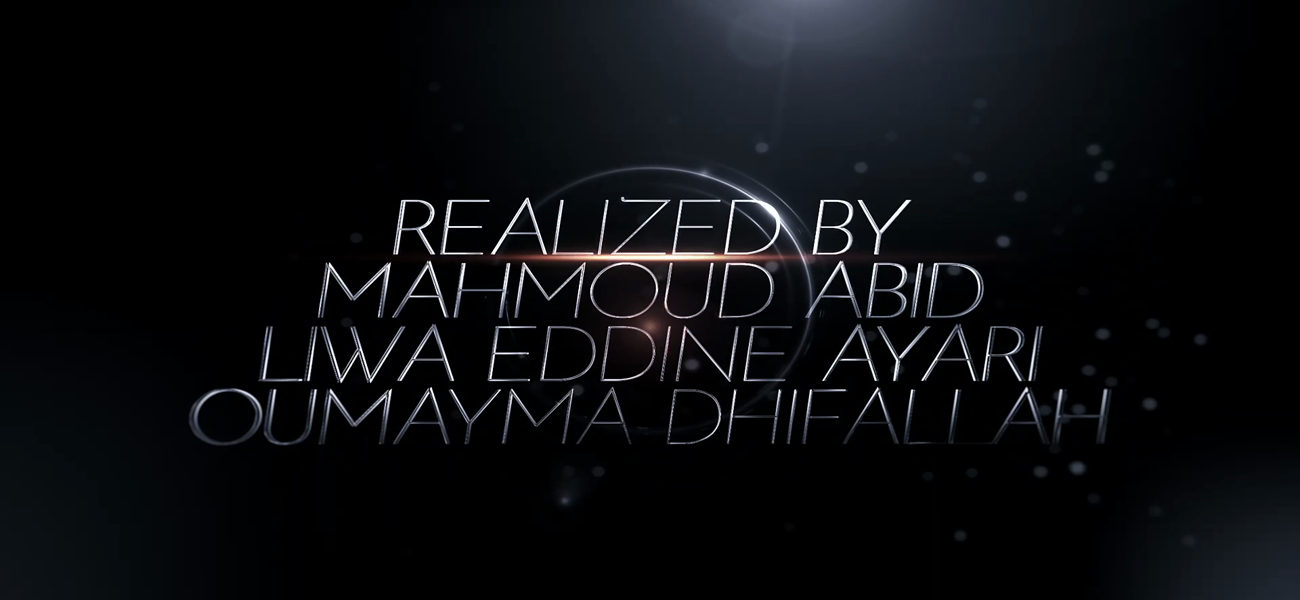 REALIZED BY
MAHMOUD ABID
LIWA EDDINE AYARI
OUMAYMA DHIFALLAH